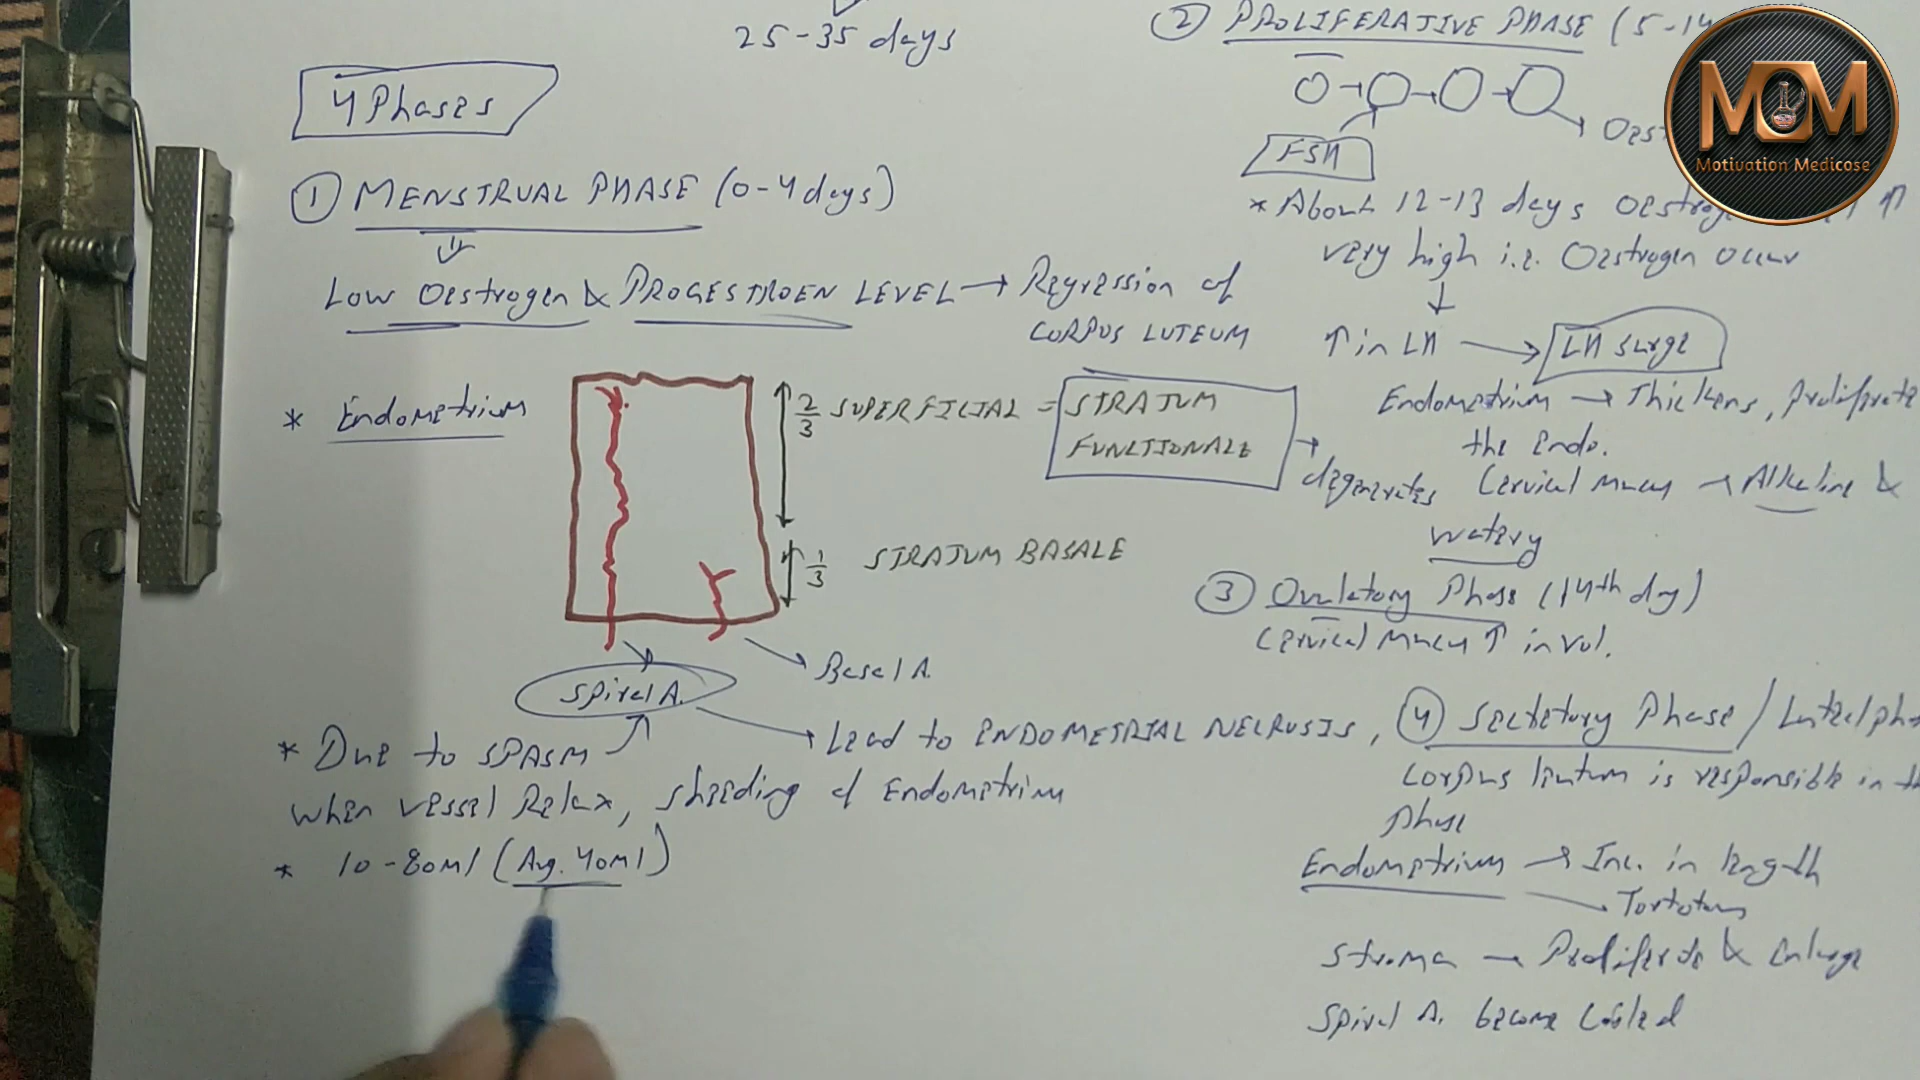 25-35 days
4 Phases
① MENSTRUAL PHASE (0-4 days)
Low Oestrogen & PROGESTROEN LEVEL → Regression of
CORPUS LUTEUM
* Endometrium
2/3 SUPERFICIAL = STRATUM
FUNCTIONALE
→ degenerates
1/3 STRATUM BASALE
Basal A.
Spiral A.
* Due to SPASM
→ Lead to ENDOMETRIAL NECROSIS,
when vessel Relax, shedding of Endometrium
* 10-80ml (Avg. 40ml)
② PROLIFERATIVE PHASE (5-14
FSH
* About 12-13 days Oestrogen ↑
very high i.e. Oestrogen occur
↑ in LH → LH surge
Endometrium → Thickens, Proliferate
the Endo.
Cervical mucus → Alkaline &
watery
③ Ovulatory Phase (14th day)
Cervical mucus ↑ in vol.
④ Secretory Phase / Luteal
Corpus leutum is responsible in
Phase
Endometrium → Inc. in length
→ Tortotous
Stroma → Proliferate & Enlarge
Spiral A. become Coiled
MOM
Motivation Medicose